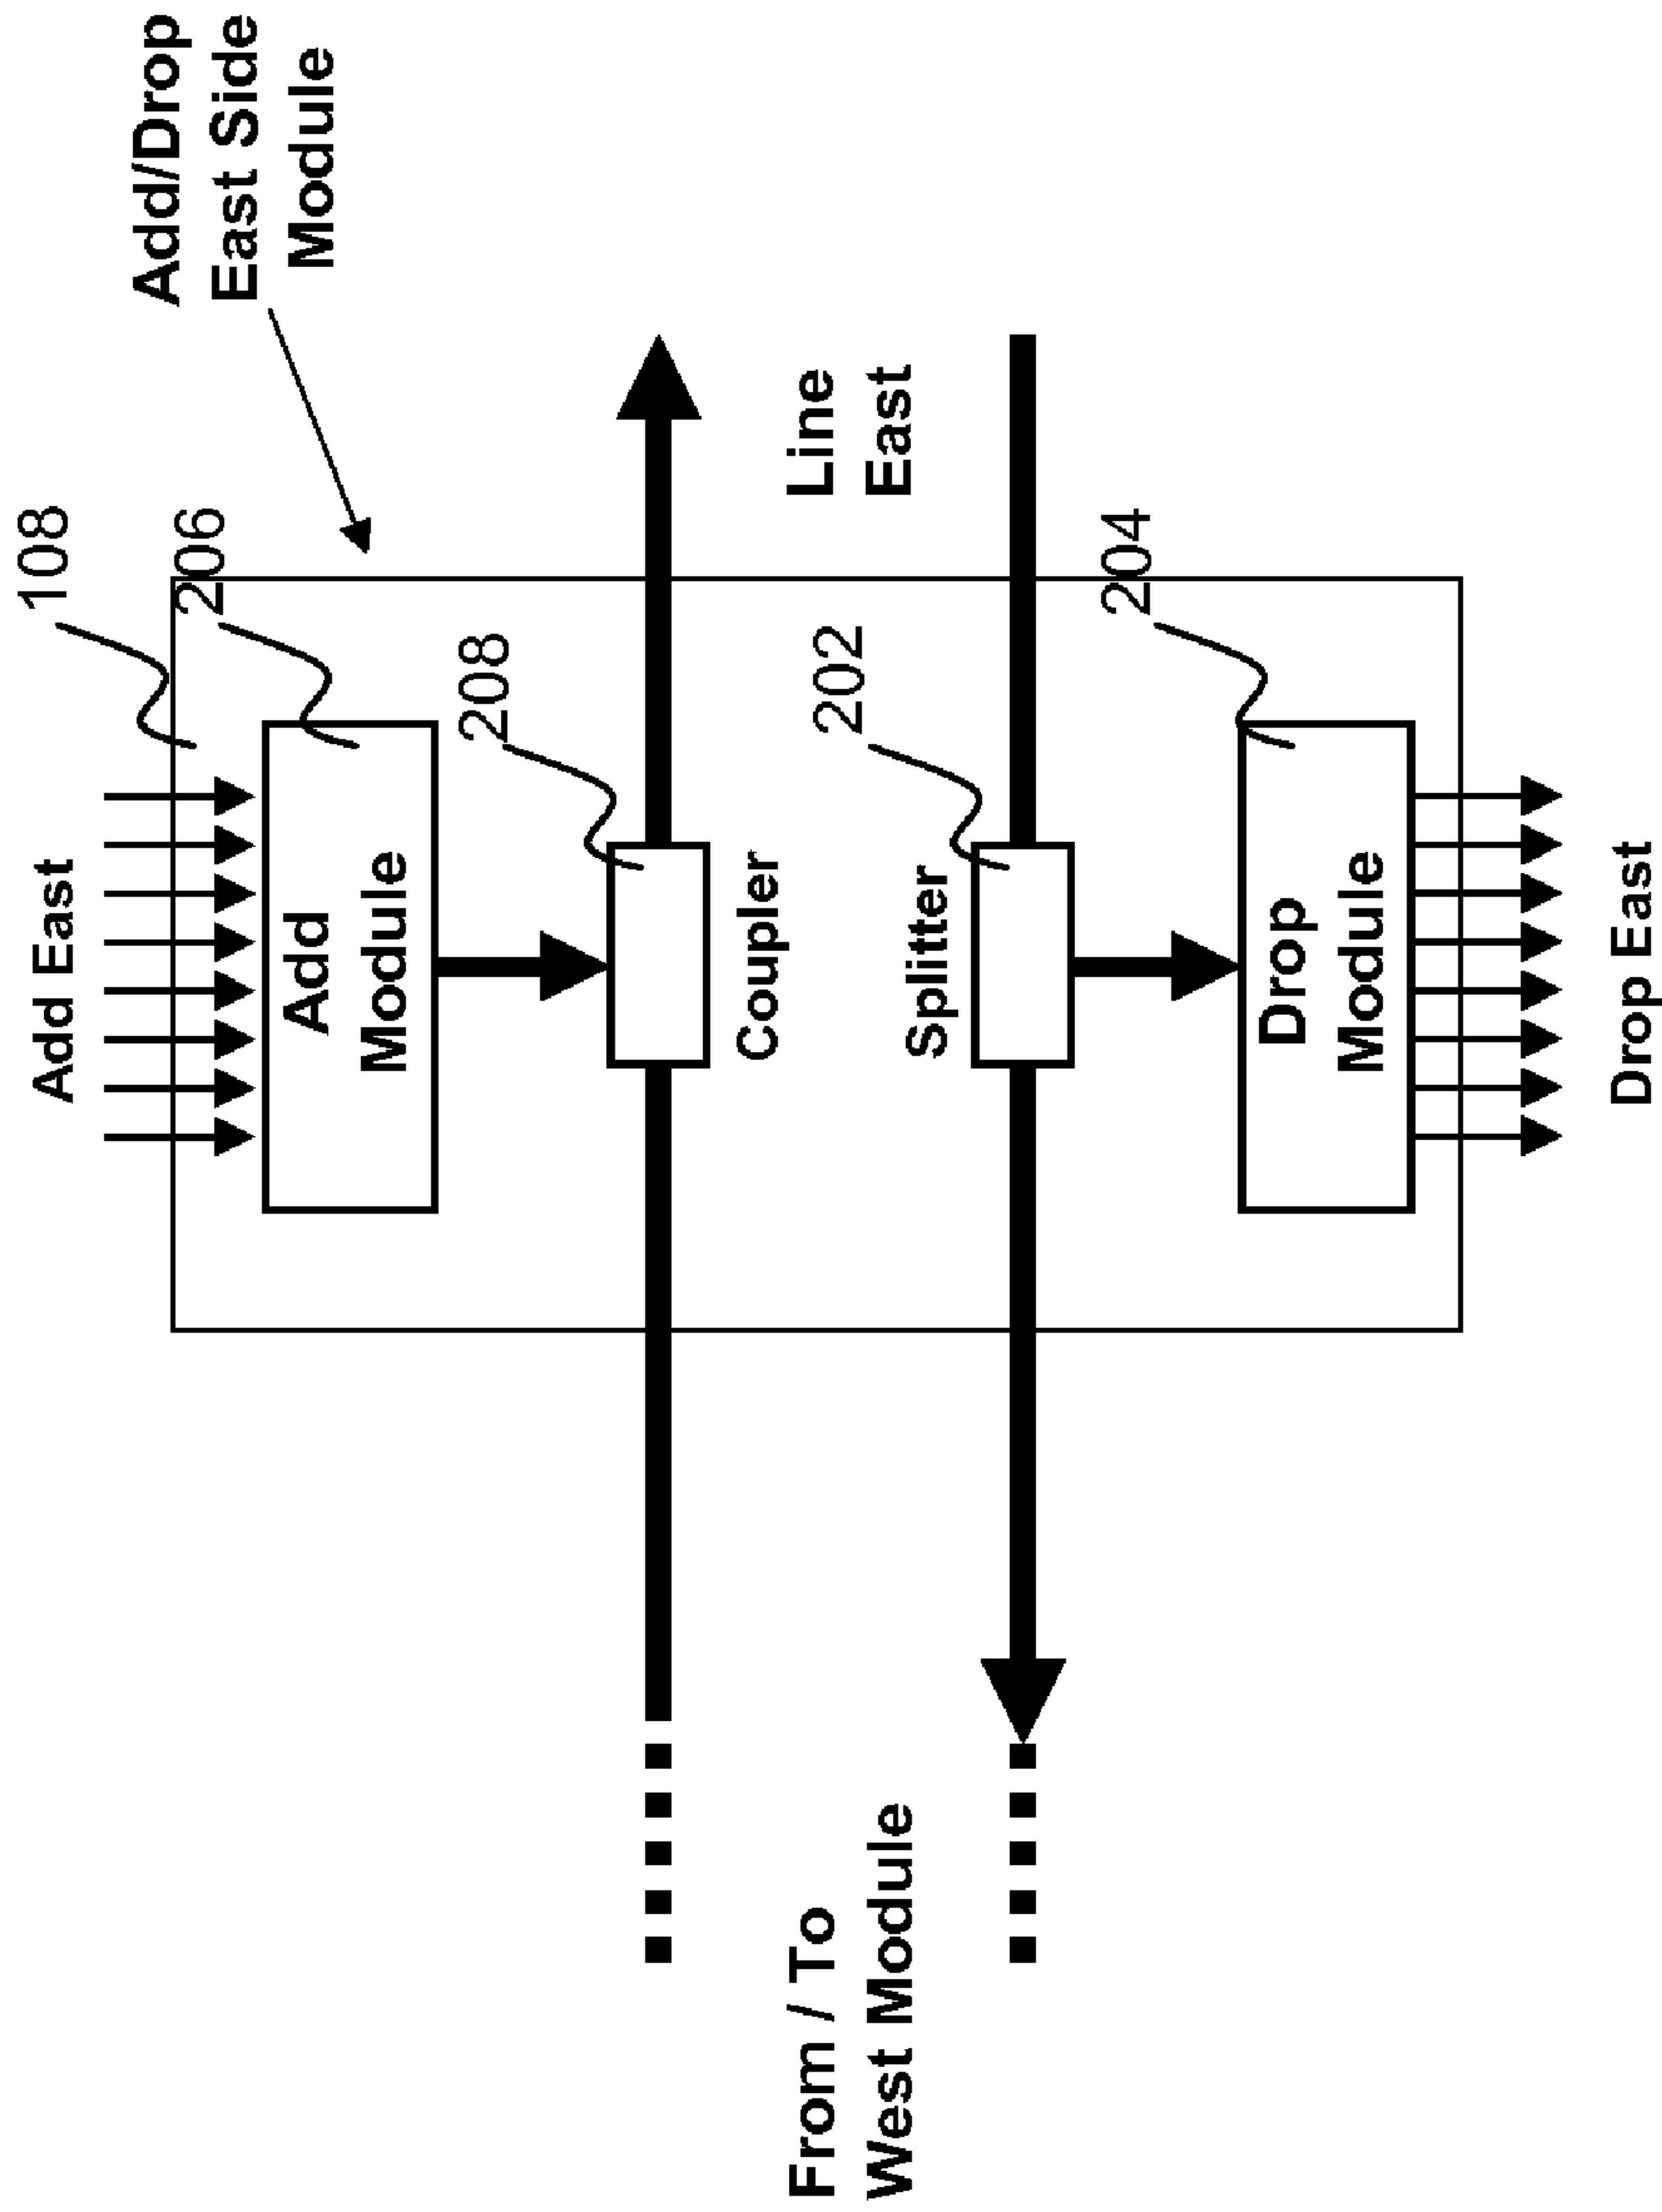 Add/Drop
East Side
Module
108
206
208
202
204
Line
East
Add East
Add
Module
Coupler
Splitter
Drop
Module
Drop East
From / To
West Module